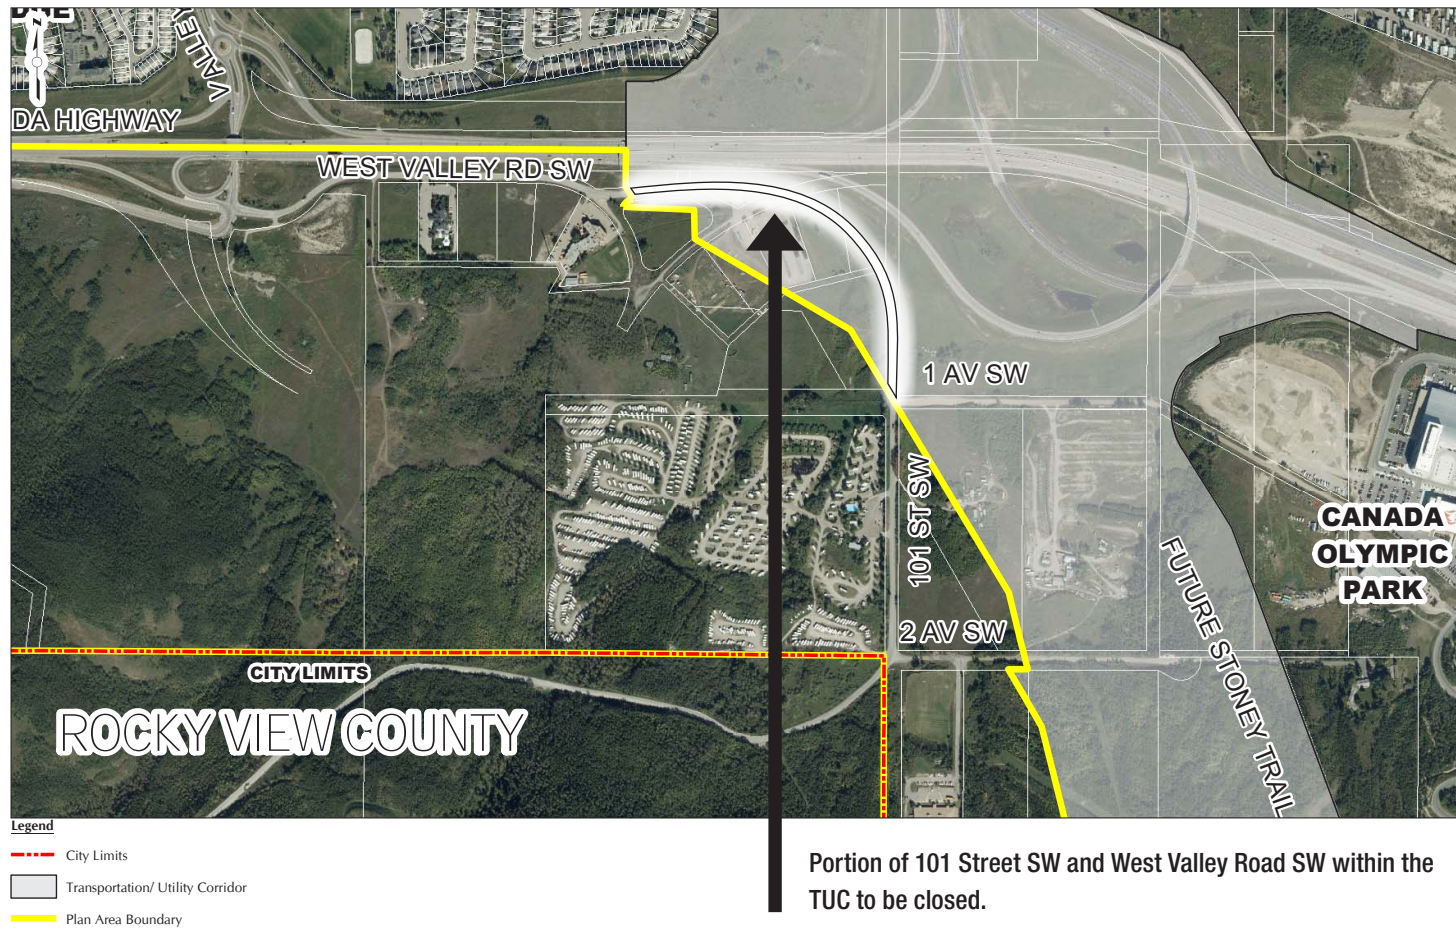 VALLEY
DA HIGHWAY
WEST VALLEY RD SW
1 AV SW
101 ST SW
CANADA
OLYMPIC
PARK
FUTURE STONEY TRAIL
2 AV SW
CITY LIMITS
ROCKY VIEW COUNTY
Legend
City Limits
Transportation/ Utility Corridor
Plan Area Boundary
Portion of 101 Street SW and West Valley Road SW within the
TUC to be closed.